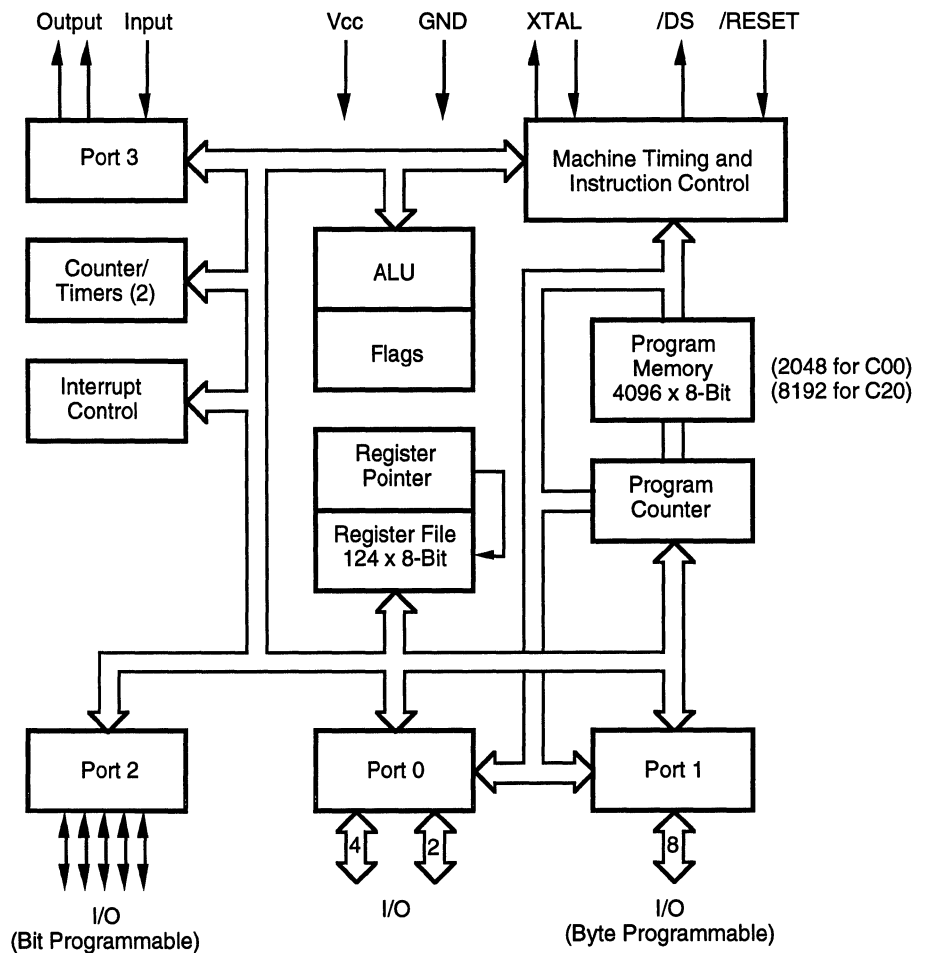 Output Input Vcc GND XTAL /DS /RESET
Port 3
Machine Timing and
Instruction Control
Counter/
Timers (2)
ALU
Flags
Program
Memory
4096 x 8-Bit
(2048 for C00)
(8192 for C20)
Interrupt
Control
Register
Pointer
Register File
124 x 8-Bit
Program
Counter
Port 2
Port 0
Port 1
4
2
8
I/O
(Bit Programmable)
I/O
I/O
(Byte Programmable)